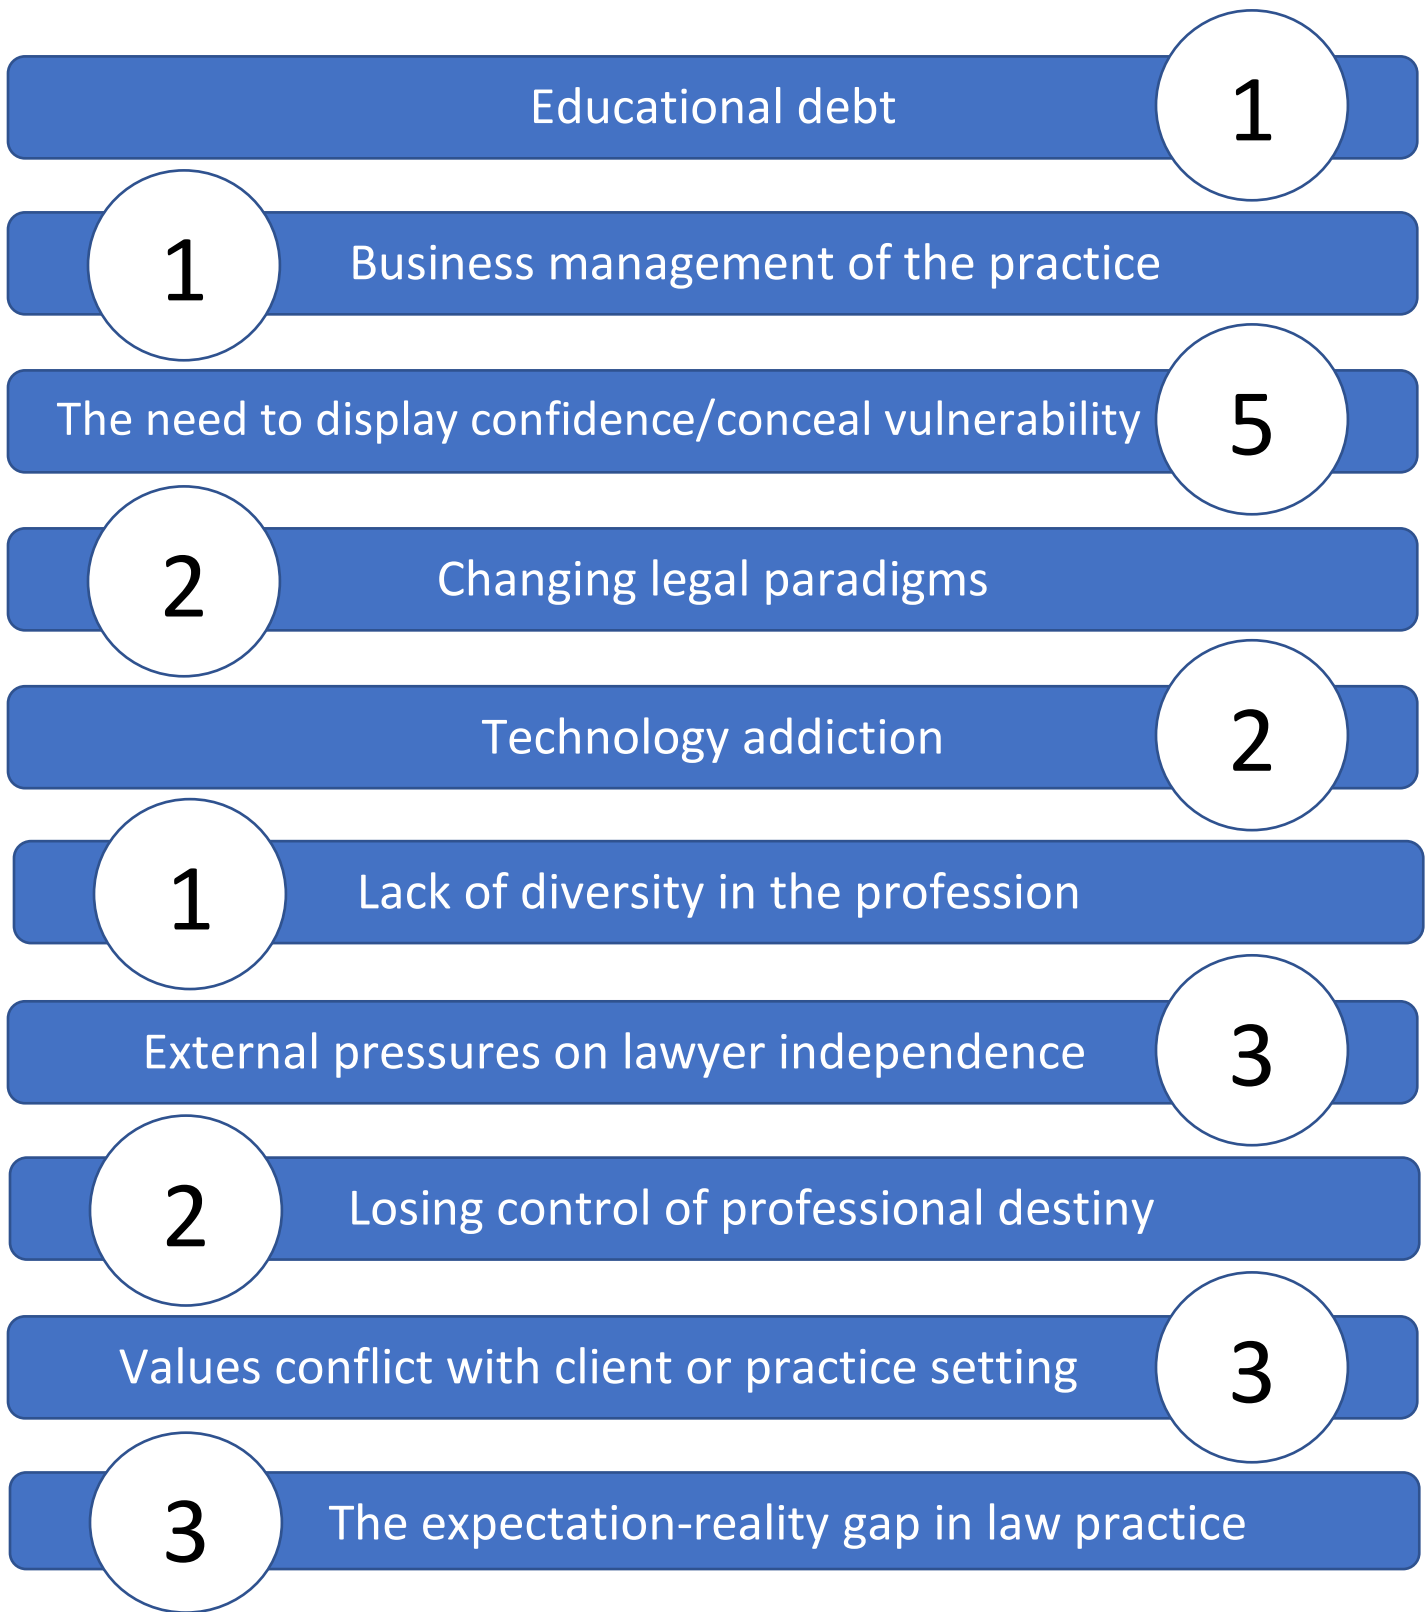 Educational debt 1
1 Business management of the practice
The need to display confidence/conceal vulnerability 5
2 Changing legal paradigms
Technology addiction 2
1 Lack of diversity in the profession
External pressures on lawyer independence 3
2 Losing control of professional destiny
Values conflict with client or practice setting 3
3 The expectation-reality gap in law practice